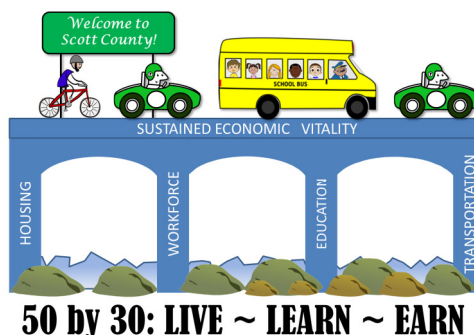 Welcome to
Scott County!
SCHOOL BUS
SUSTAINED ECONOMIC VITALITY
HOUSING
WORKFORCE
EDUCATION
TRANSPORTATION
50 by 30: LIVE ~ LEARN ~ EARN